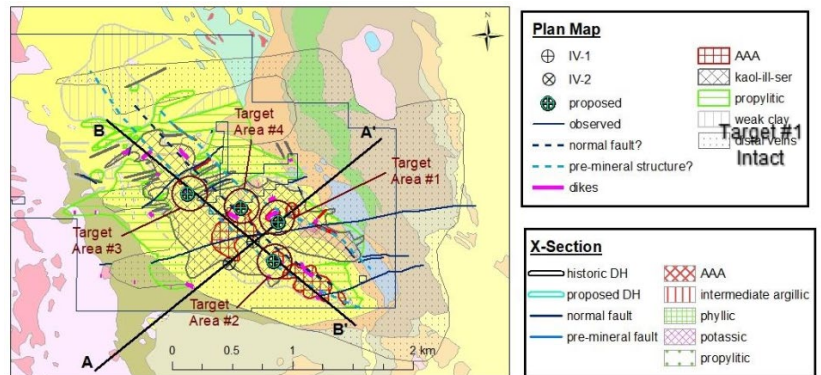 N
B
Target
Area #4
A'
Target
Area #1
Target
Area #3
Target
Area #2
B'
A
0 0.5 1 2 km
Plan Map
IV-1
IV-2
proposed
observed
normal fault?
pre-mineral structure?
dikes
AAA
kaol-ill-ser
propylitic
weak clay
distal veins
Target #1
Intact
X-Section
historic DH
proposed DH
normal fault
pre-mineral fault
AAA
intermediate argillic
phyllic
potassic
propylitic